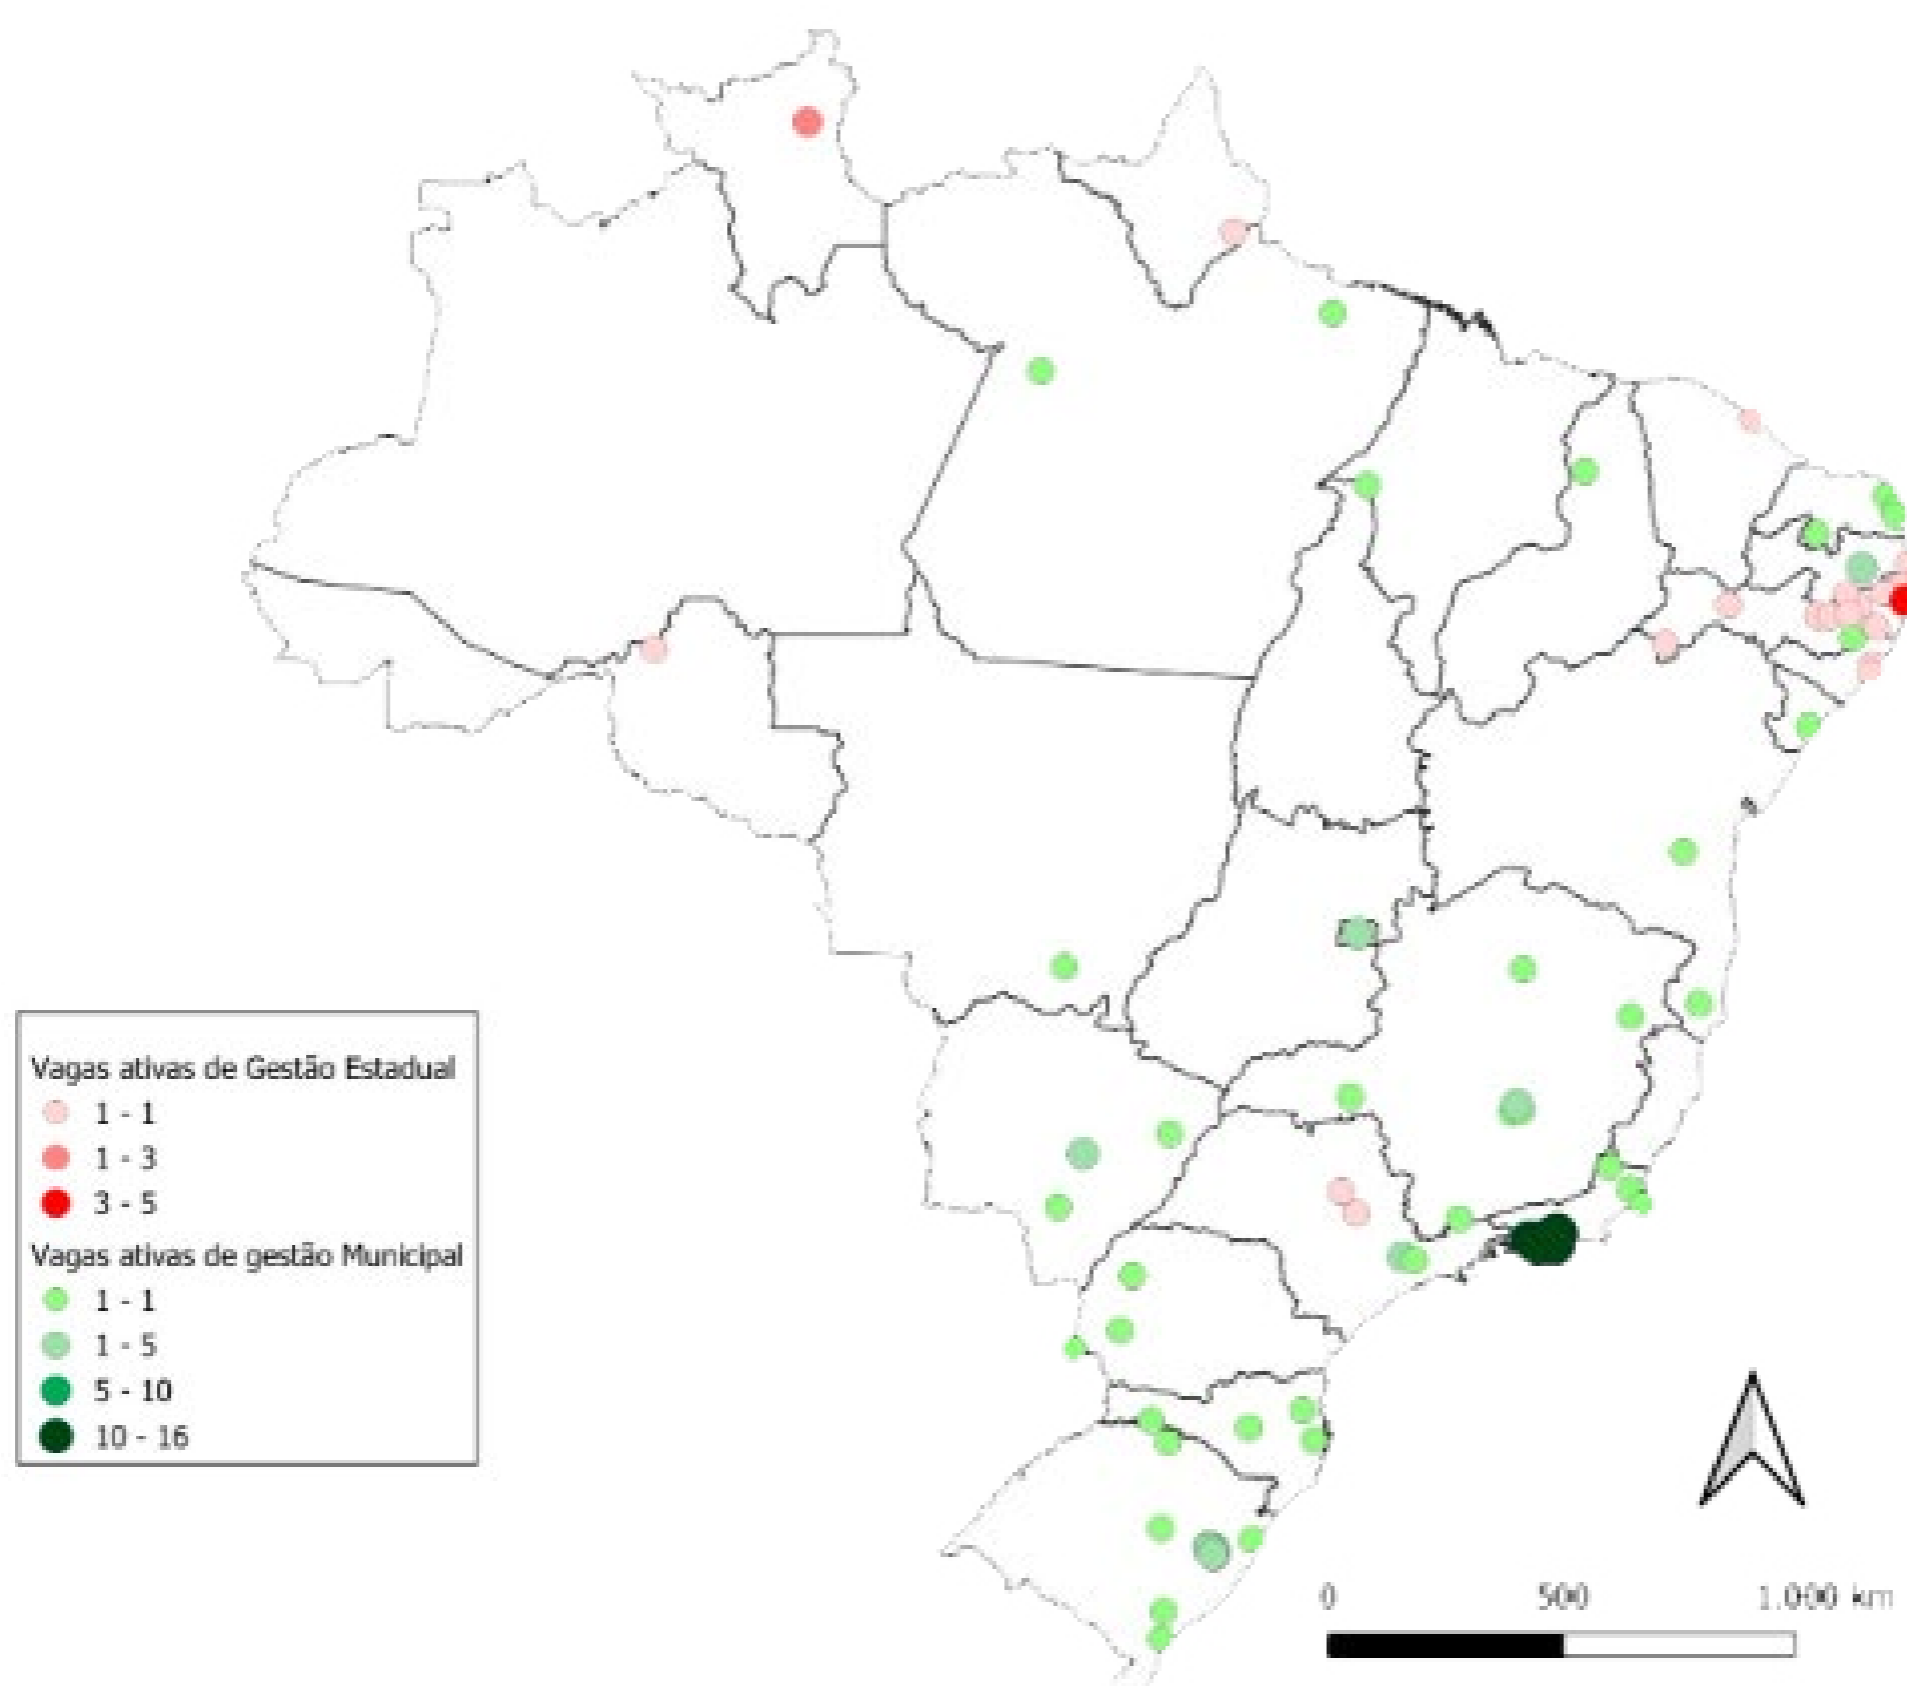 Vagas ativas de Gestão Estadual
1 - 1
1 - 3
3 - 5
Vagas ativas de gestão Municipal
1 - 1
1 - 5
5 - 10
10 - 16
0 500 1.000 km